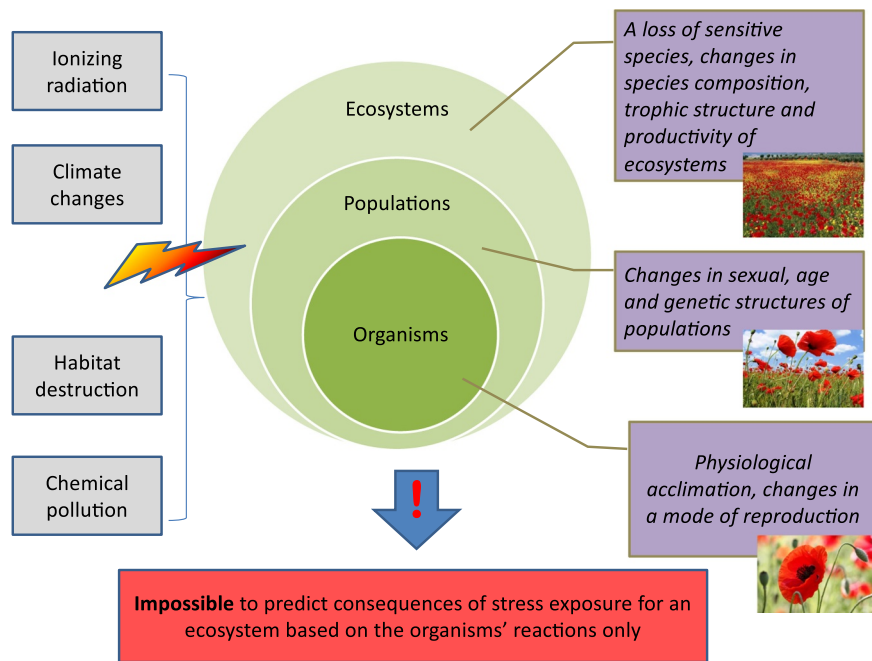 Ionizing
radiation
Climate
changes
Habitat
destruction
Chemical
pollution
Ecosystems
Populations
Organisms
A loss of sensitive
species, changes in
species composition,
trophic structure and
productivity of
ecosystems
Changes in sexual, age
and genetic structures of
populations
Physiological
acclimation, changes in
a mode of reproduction
!
Impossible to predict consequences of stress exposure for an
ecosystem based on the organisms’ reactions only